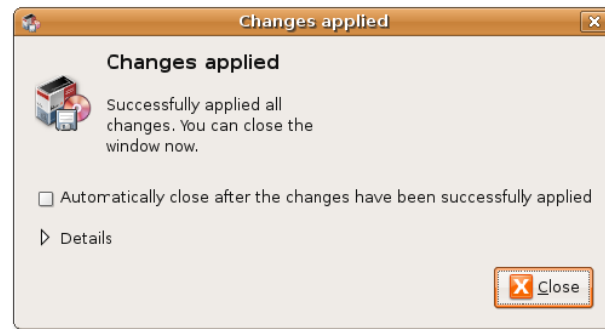 Changes applied
Changes applied
Successfully applied all
changes. You can close the
window now.
Automatically close after the changes have been successfully applied
Details
Close